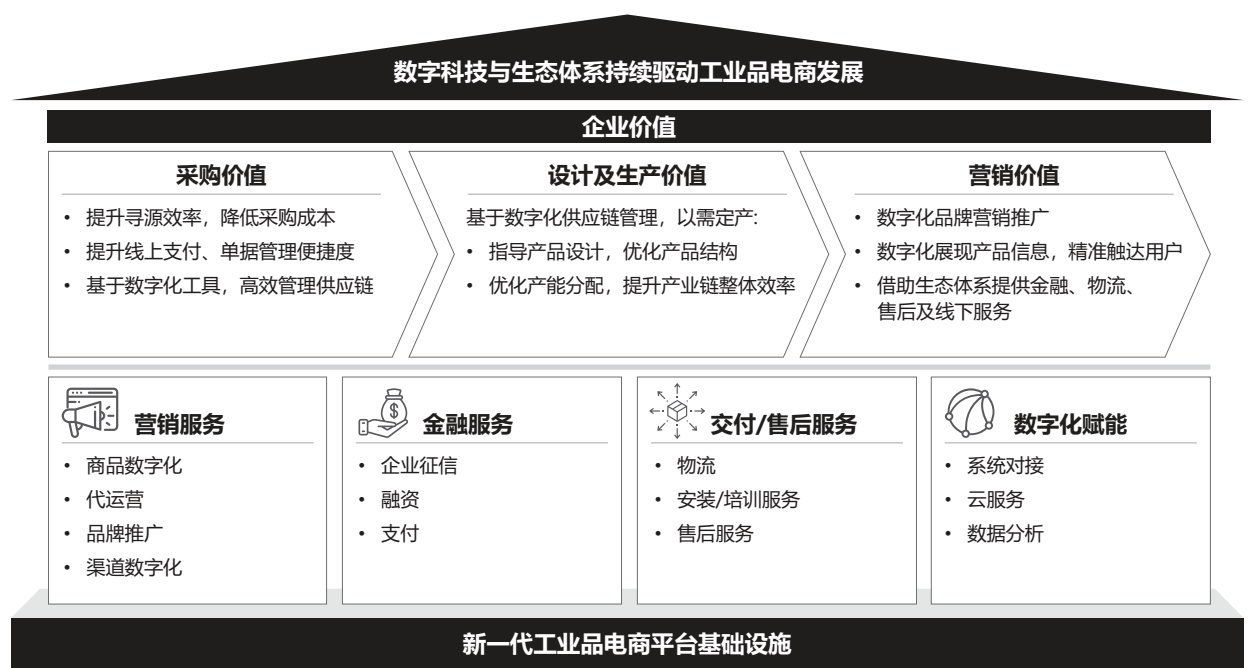 数字科技与生态体系持续驱动工业品电商发展
企业价值
采购价值
• 提升寻源效率，降低采购成本
• 提升线上支付、单据管理便捷度
• 基于数字化工具，高效管理供应链
设计及生产价值
基于数字化供应链管理，以需定产:
• 指导产品设计，优化产品结构
• 优化产能分配，提升产业链整体效率
营销价值
• 数字化品牌营销推广
• 数字化展现产品信息，精准触达用户
• 借助生态体系提供金融、物流、
售后及线下服务
营销服务
• 商品数字化
• 代运营
• 品牌推广
• 渠道数字化
$
金融服务
• 企业征信
• 融资
• 支付
交付/售后服务
• 物流
• 安装/培训服务
• 售后服务
数字化赋能
• 系统对接
• 云服务
• 数据分析
新一代工业品电商平台基础设施